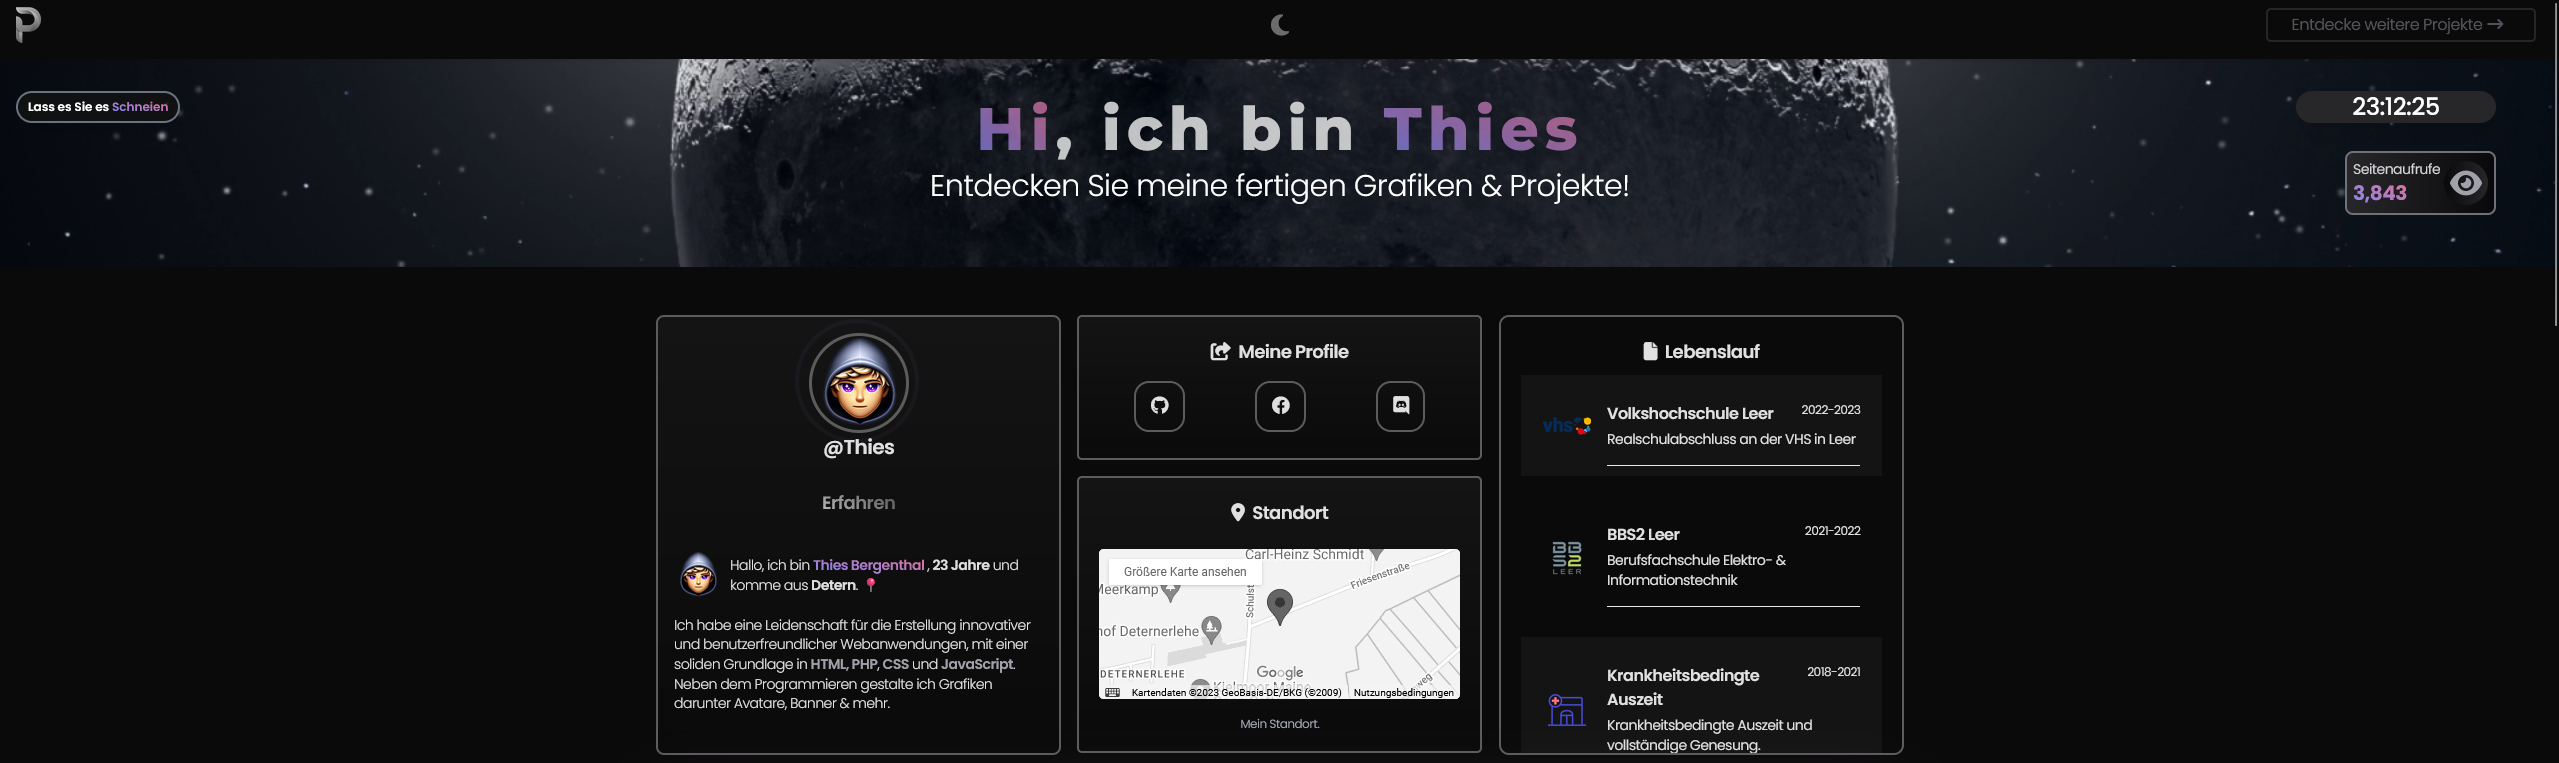 Entdecke weitere Projekte →
Lass es Sie es Schneien
Hi, ich bin Thies
Entdecken Sie meine fertigen Grafiken & Projekte!
23:12:25
Seitenaufrufe
3,843
@Thies
Erfahren
Hallo, ich bin Thies Bergenthal , 23 Jahre und
komme aus Detern. 📍
Ich habe eine Leidenschaft für die Erstellung innovativer
und benutzerfreundlicher Webanwendungen, mit einer
soliden Grundlage in HTML, PHP, CSS und JavaScript.
Neben dem Programmieren gestalte ich Grafiken
darunter Avatare, Banner & mehr.
Meine Profile
Standort
Carl-Heinz Schmidt
Größere Karte ansehen
Friesenstraße
Meerkamp
Schulst
hof Deternerlehe
DETERNERLEHE
Google
weg
Kartendaten ©2023 GeoBasis-DE/BKG (©2009)
Nutzungsbedingungen
Mein Standort.
Lebenslauf
vhs
Volkshochschule Leer
2022-2023
Realschulabschluss an der VHS in Leer
BBS2 LEER
BBS2 Leer
2021-2022
Berufsfachschule Elektro- &
Informationstechnik
Krankheitsbedingte
Auszeit
2018-2021
Krankheitsbedingte Auszeit und
vollständige Genesung.